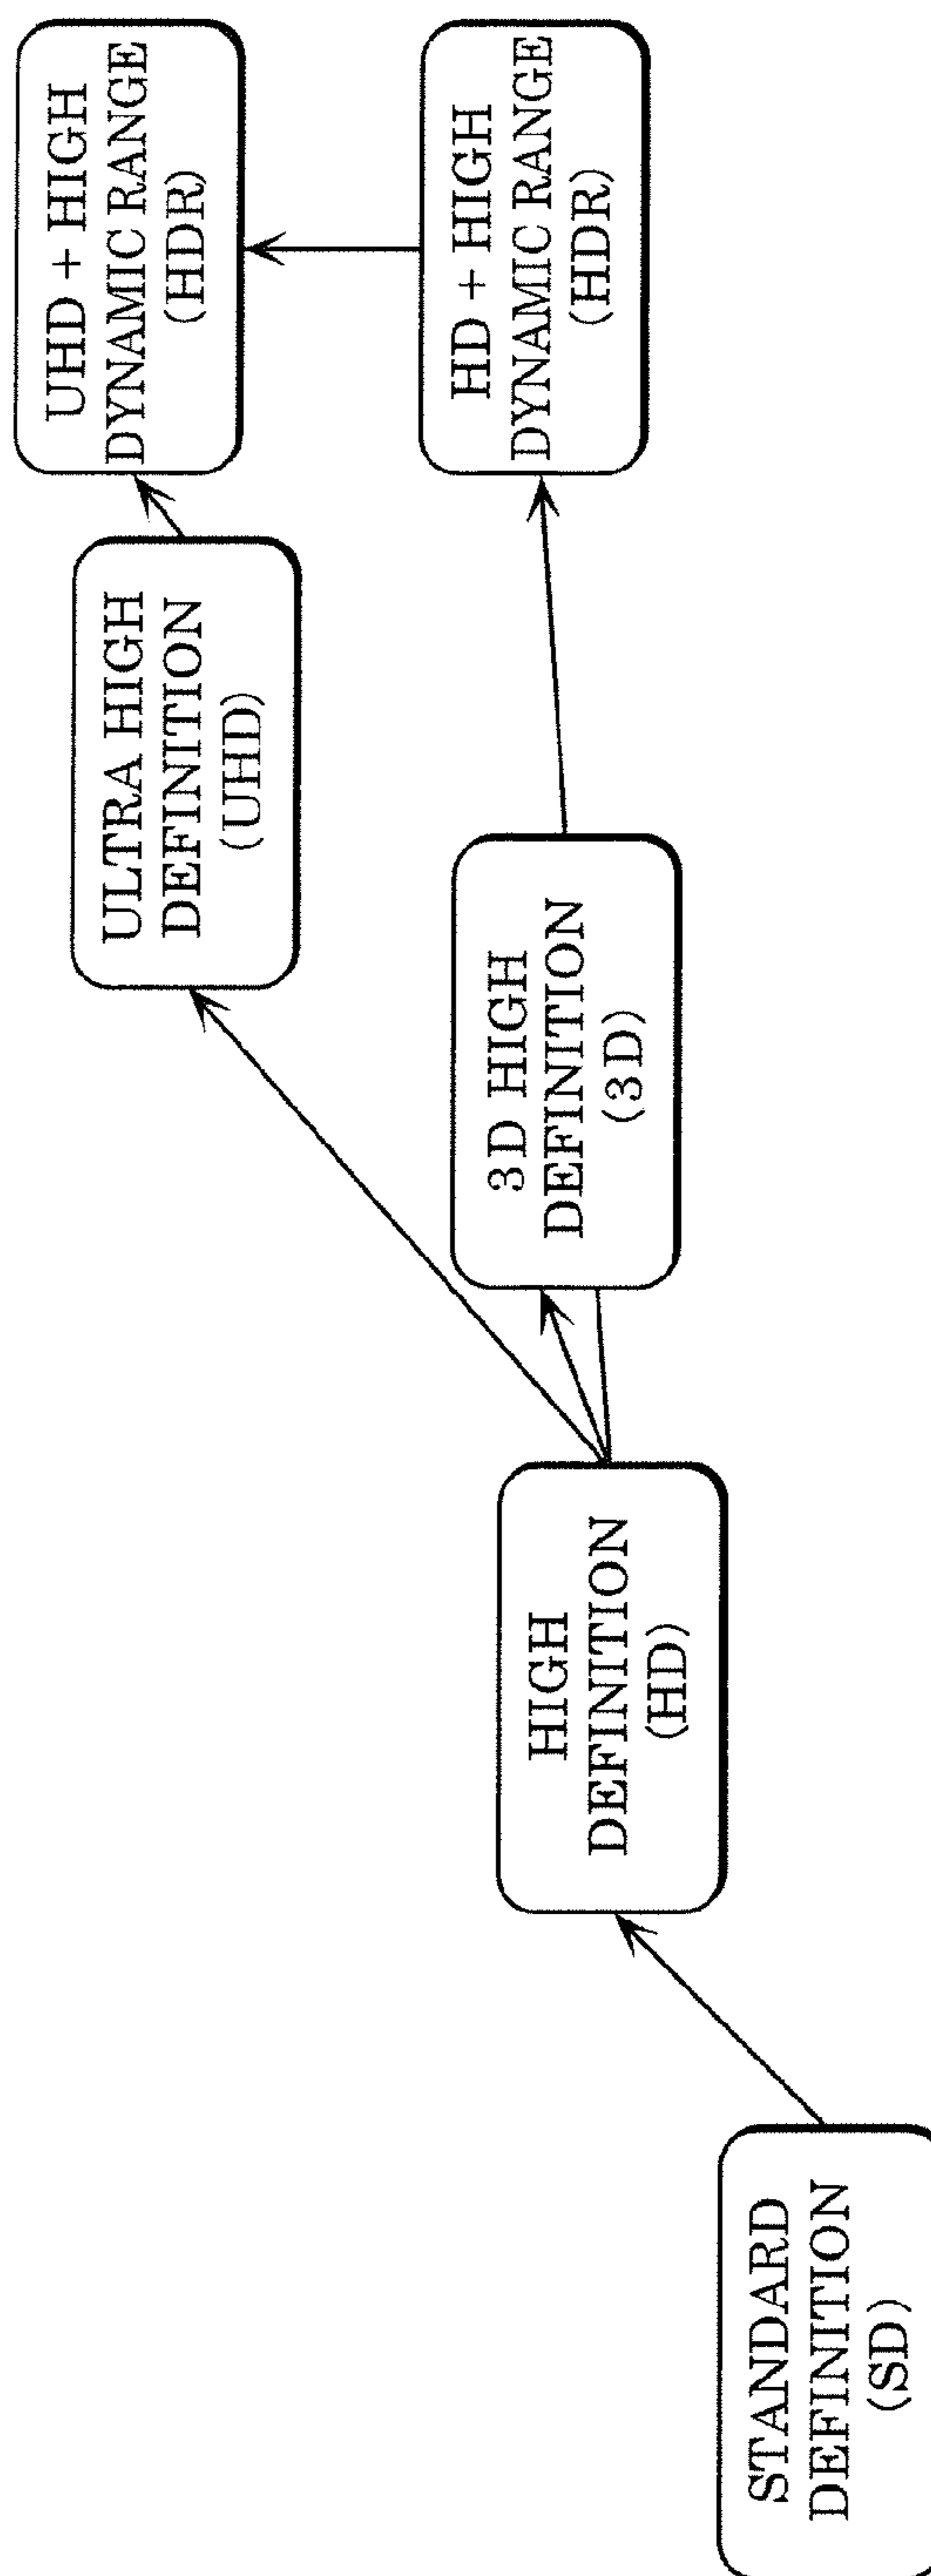 STANDARD
DEFINITION
(SD)
HIGH
DEFINITION
(HD)
3D HIGH
DEFINITION
(3D)
ULTRA HIGH
DEFINITION
(UHD)
UHD + HIGH
DYNAMIC RANGE
(HDR)
HD + HIGH
DYNAMIC RANGE
(HDR)